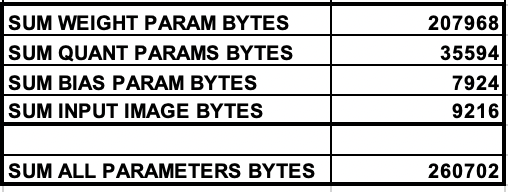 SUM WEIGHT PARAM BYTES 207968
SUM QUANT PARAMS BYTES 35594
SUM BIAS PARAM BYTES 7924
SUM INPUT IMAGE BYTES 9216
SUM ALL PARAMETERS BYTES 260702